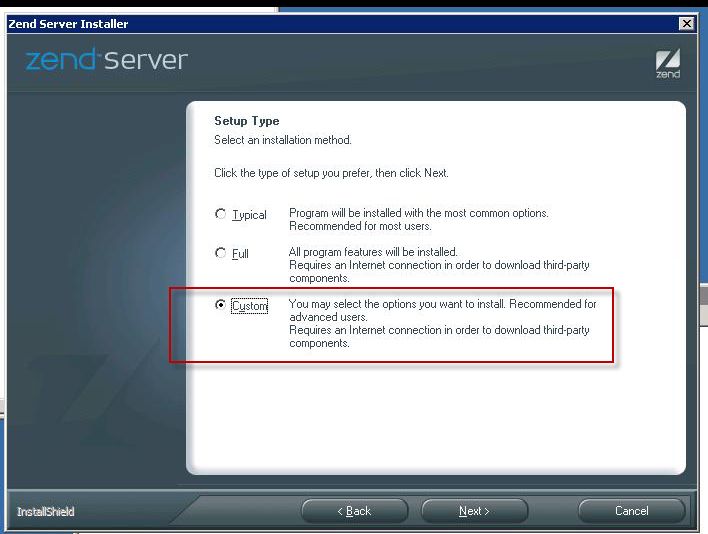 Zend Server Installer
zend Server
zend
Setup Type
Select an installation method.
Click the type of setup you prefer, then click Next.
Typical
Program will be installed with the most common options.
Recommended for most users.
Full
All program features will be installed.
Requires an Internet connection in order to download third-party
components.
Custom
You may select the options you want to install. Recommended for
advanced users.
Requires an Internet connection in order to download third-party
components.
InstallShield
< Back
Next >
Cancel